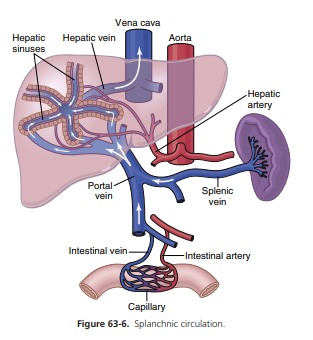 Vena cava
Hepatic
sinuses
Hepatic vein
Aorta
Hepatic
artery
Portal
vein
Splenic
vein
Intestinal vein
Intestinal artery
Capillary
Figure 63-6. Splanchnic circulation.